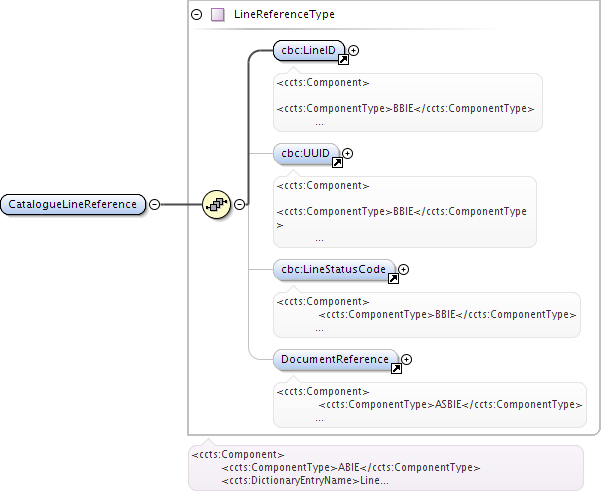 LineReferenceType
cbc:LineID
<ccts:Component>
<ccts:ComponentType>BBIE</ccts:ComponentType>
...
cbc:UUID
<ccts:Component>
<ccts:ComponentType>BBIE</ccts:ComponentType
>
...
CatalogueLineReference
cbc:LineStatusCode
<ccts:Component>
<ccts:ComponentType>BBIE</ccts:ComponentType>
...
DocumentReference
<ccts:Component>
<ccts:ComponentType>ASBIE</ccts:ComponentType>
...
<ccts:Component>
<ccts:ComponentType>ABIE</ccts:ComponentType>
<ccts:DictionaryEntryName>Line...